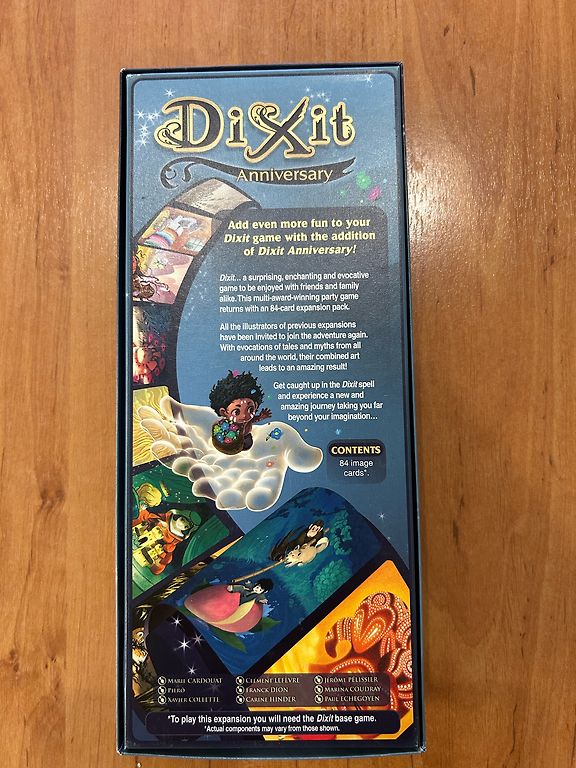 DiXit
Anniversary
Add even more fun to your
Dixit game with the addition
of Dixit Anniversary!
Dixit... a surprising, enchanting and evocative
game to be enjoyed with friends and family
alike. This multi-award-winning party game
returns with an 84-card expansion pack.
All the illustrators of previous expansions
have been invited to join the adventure again.
With evocations of tales and myths from all
around the world, their combined art
leads to an amazing result!
Get caught up in the Dixit spell
and experience a new and
amazing journey taking you far
beyond your imagination...
CONTENTS
84 image
cards*.
Marie Cardouat
Piero
Xavier Collette
Clément Lefèvre
Franck Dion
Carine Hinder
Jérôme Pélissier
Marina Coudray
Paul Echegoyen
*To play this expansion you will need the Dixit base game.
*Actual components may vary from those shown.